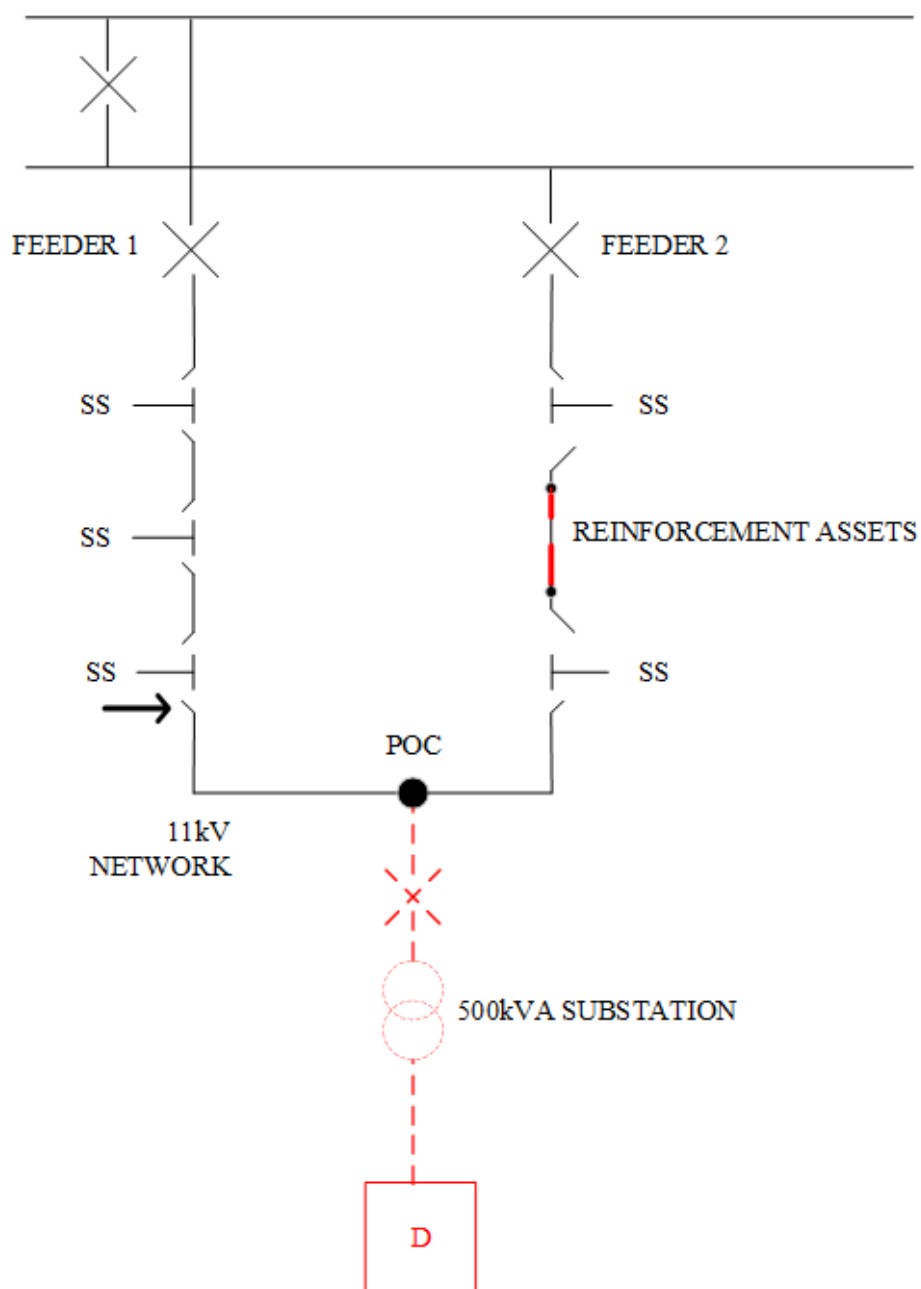 FEEDER 1
FEEDER 2
SS
SS
SS
REINFORCEMENT ASSETS
SS
SS
POC
11kV
NETWORK
500kVA SUBSTATION
D